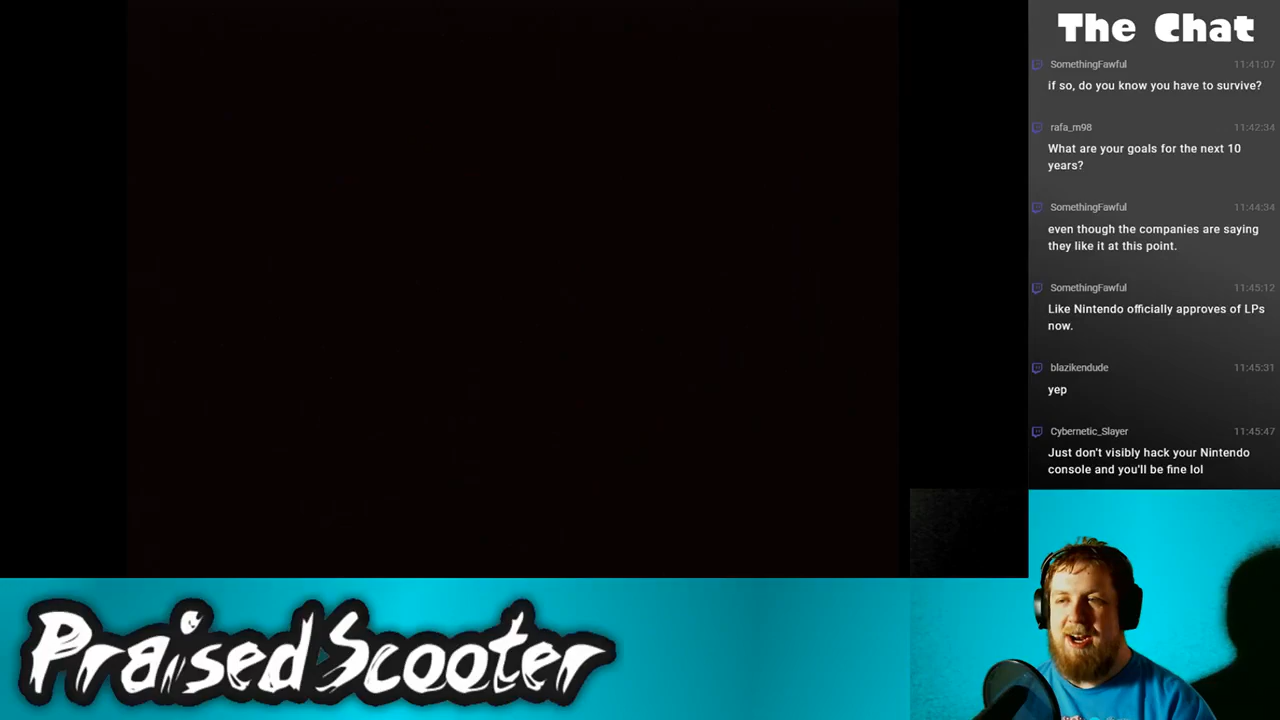 The Chat
SomethingFawful 11:41:07
if so, do you know you have to survive?
rafa_m98 11:42:34
What are your goals for the next 10
years?
SomethingFawful 11:44:34
even though the companies are saying
they like it at this point.
SomethingFawful 11:45:12
Like Nintendo officially approves of LPs
now.
blazikendude 11:45:31
yep
Cybernetic_Slayer 11:45:47
Just don't visibly hack your Nintendo
console and you'll be fine lol
PraisedScooter